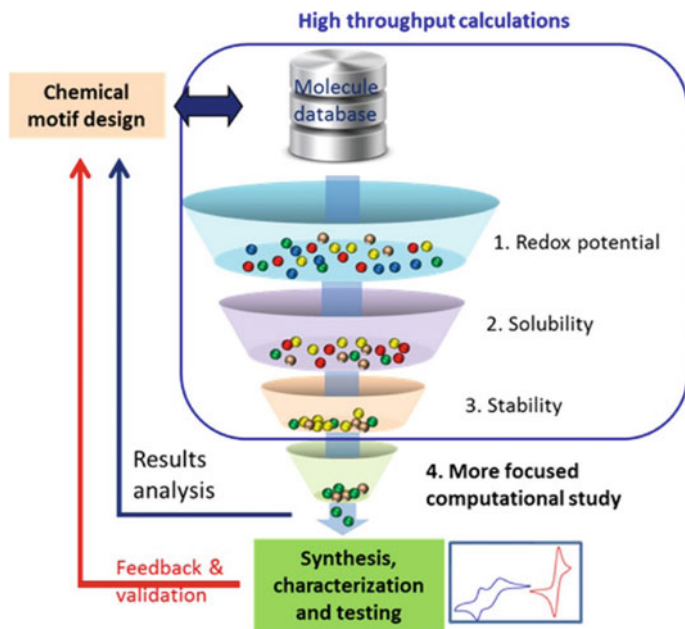 High throughput calculations
Chemical
motif design
Molecule
database
1. Redox potential
2. Solubility
3. Stability
4. More focused
computational study
Results
analysis
Feedback &
validation
Synthesis,
characterization
and testing